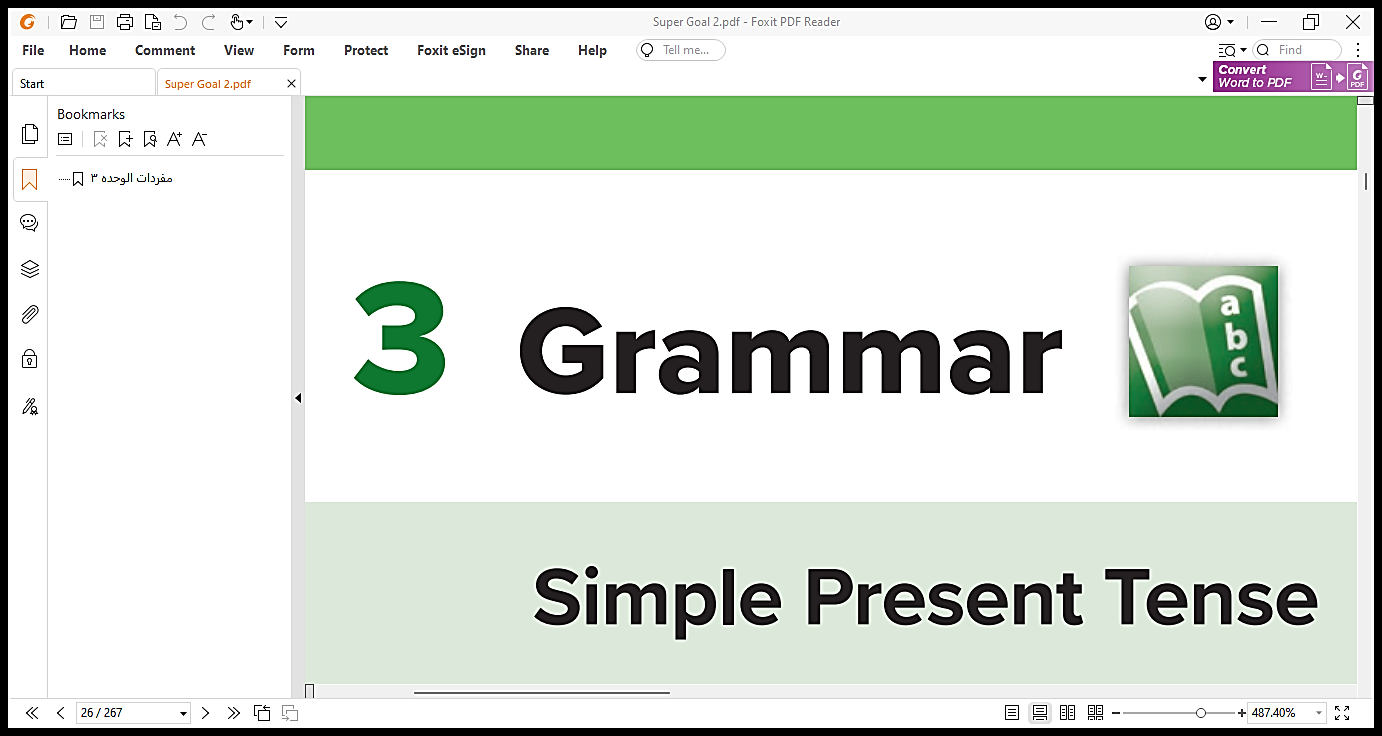 Super Goal 2.pdf - Foxit PDF Reader
File Home Comment View Form Protect Foxit eSign Share Help Tell me... Find
Start Super Goal 2.pdf
Convert
Word to PDF
W
PDF
Bookmarks
مفردات الوحده ٣
3 Grammar
a
b
c
Simple Present Tense
26 / 267
487.40%